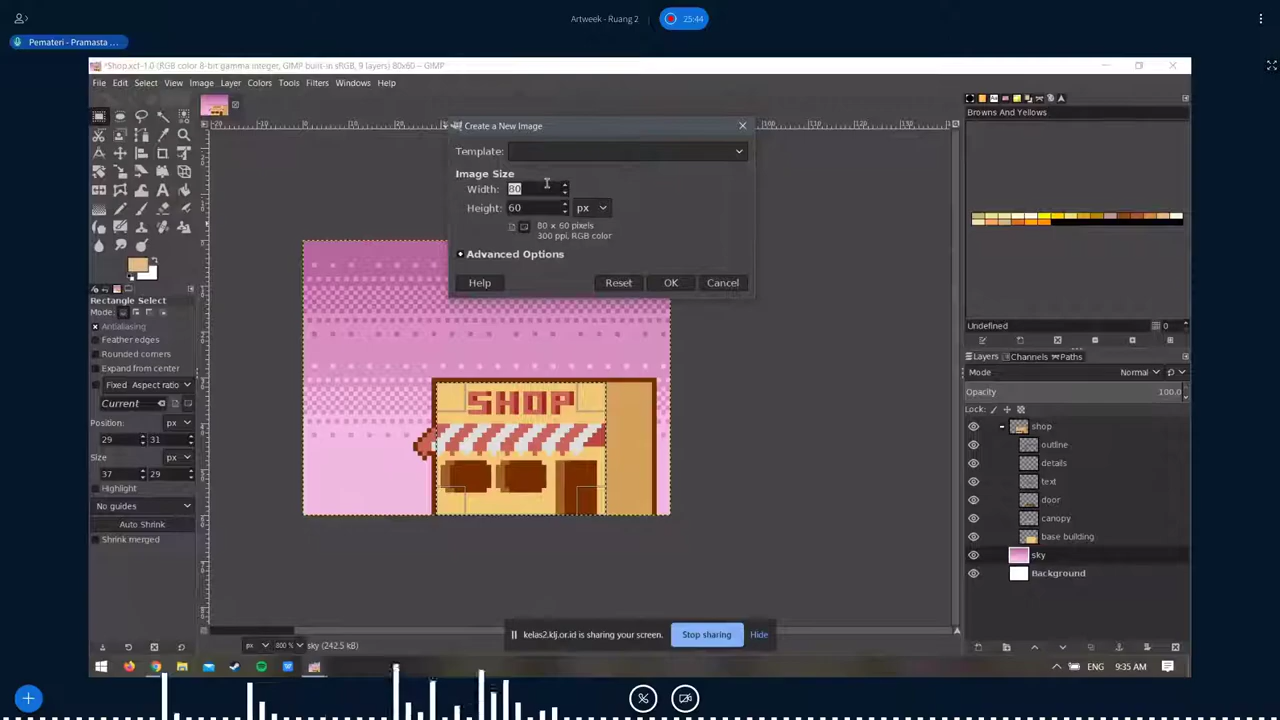 Artweek - Ruang 2
25:44
Pemateri - Pramasta ...
*Shop.xcf-1.0 (RGB color 8-bit gamma integer, GIMP built-in sRGB, 9 layers) 80x60 – GIMP
File Edit Select View Image Layer Colors Tools Filters Windows Help
Create a New Image
Template:
Image Size
Width: 80
Height: 60 px
80 × 60 pixels
300 ppi, RGB color
Advanced Options
Help Reset OK Cancel
SHOP
Rectangle Select
Mode:
Antialiasing
Feather edges
Rounded corners
Expand from center
Fixed Aspect ratio
Current
Position: px
29 31
Size px
37 29
Highlight
No guides
Auto Shrink
Shrink merged
px 800 % sky (242.5 kB)
Browns And Yellows
Undefined 0
Layers Channels Paths
Mode Normal
Opacity 100.0
Lock:
shop
outline
details
text
door
canopy
base building
sky
Background
kelas2.klj.or.id is sharing your screen. Stop sharing Hide
ENG 9:35 AM